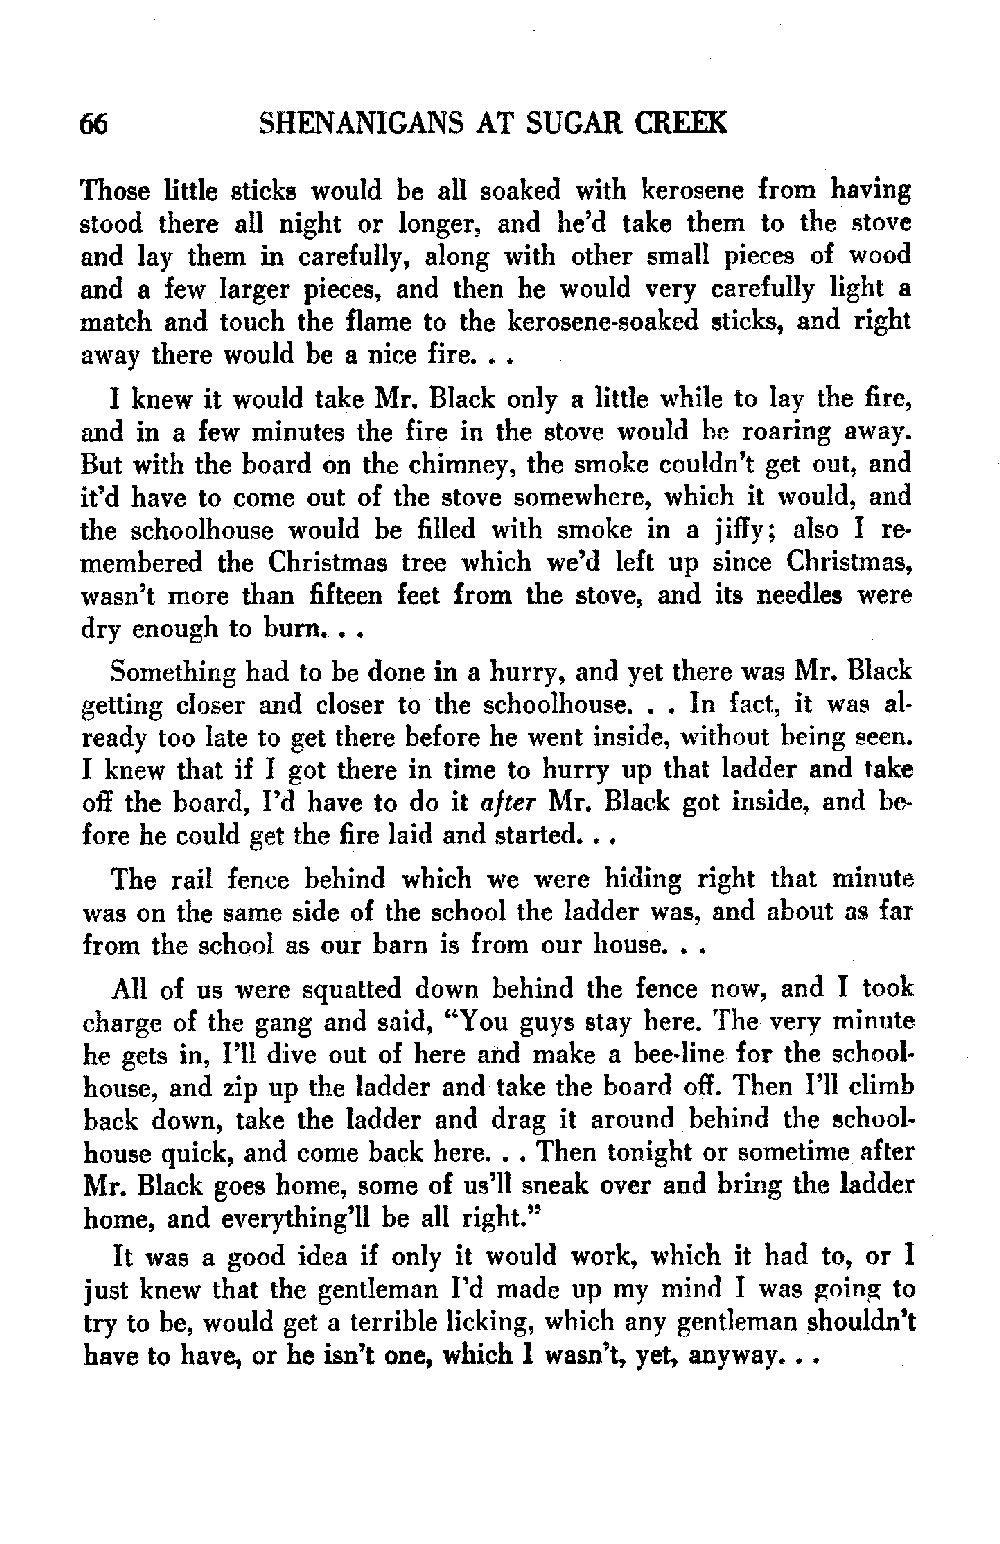 66 SHENANIGANS AT SUGAR CREEK
Those little sticks would be all soaked with kerosene from having
stood there all night or longer, and he'd take them to the stove
and lay them in carefully, along with other small pieces of wood
and a few larger pieces, and then he would very carefully light a
match and touch the flame to the kerosene-soaked sticks, and right
away there would be a nice fire. . .
I knew it would take Mr. Black only a little while to lay the fire,
and in a few minutes the fire in the stove would be roaring away.
But with the board on the chimney, the smoke couldn't get out, and
it'd have to come out of the stove somewhere, which it would, and
the schoolhouse would be filled with smoke in a jiffy; also I re-
membered the Christmas tree which we'd left up since Christmas,
wasn't more than fifteen feet from the stove, and its needles were
dry enough to burn. . .
Something had to be done in a hurry, and yet there was Mr. Black
getting closer and closer to the schoolhouse. . . In fact, it was al-
ready too late to get there before he went inside, without being seen.
I knew that if I got there in time to hurry up that ladder and take
off the board, I'd have to do it after Mr. Black got inside, and be-
fore he could get the fire laid and started. . .
The rail fence behind which we were hiding right that minute
was on the same side of the school the ladder was, and about as far
from the school as our barn is from our house. . .
All of us were squatted down behind the fence now, and I took
charge of the gang and said, "You guys stay here. The very minute
he gets in, I'll dive out of here and make a bee-line for the school-
house, and zip up the ladder and take the board off. Then I'll climb
back down, take the ladder and drag it around behind the school-
house quick, and come back here. . . Then tonight or sometime after
Mr. Black goes home, some of us'll sneak over and bring the ladder
home, and everything'll be all right."
It was a good idea if only it would work, which it had to, or I
just knew that the gentleman I'd made up my mind I was going to
try to be, would get a terrible licking, which any gentleman shouldn't
have to have, or he isn't one, which I wasn't, yet, anyway. . .